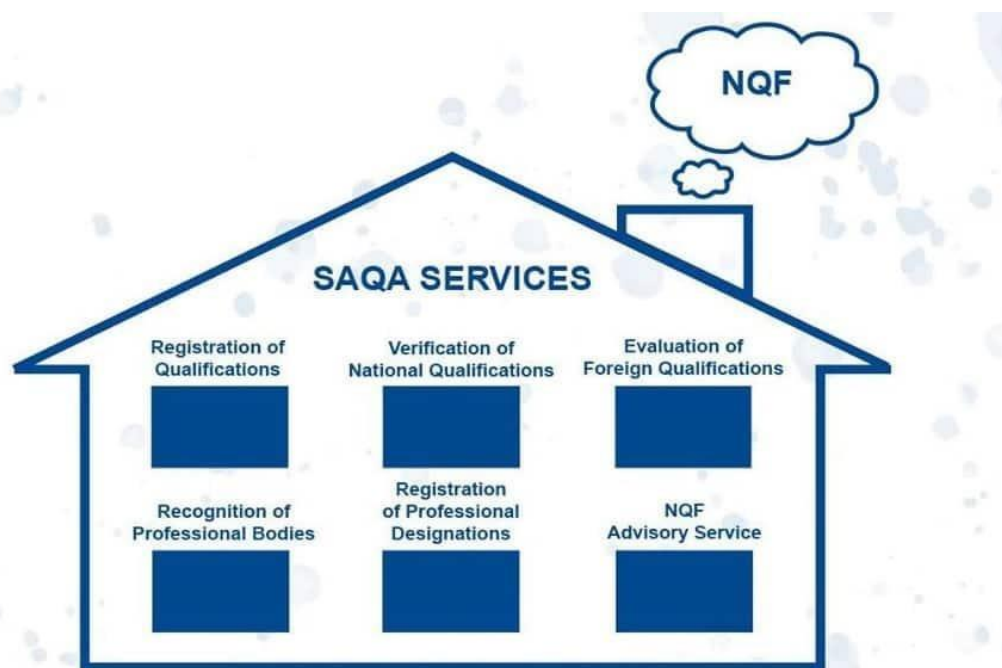 NQF
SAQA SERVICES
Registration of
Qualifications
Verification of
National Qualifications
Evaluation of
Foreign Qualifications
Recognition of
Professional Bodies
Registration
of Professional
Designations
NQF
Advisory Service